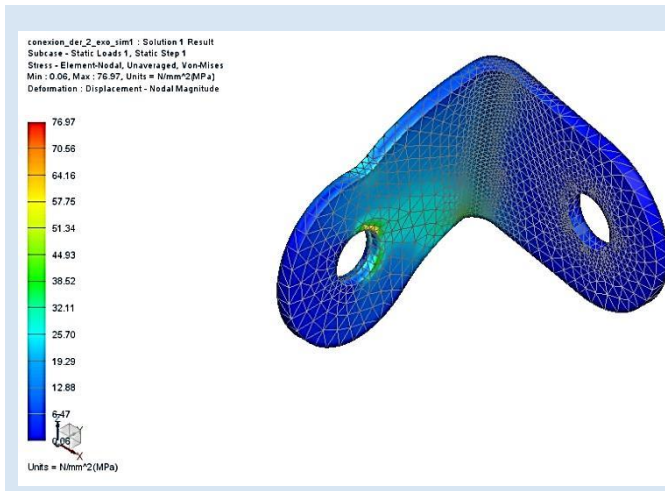 conexion_der_2_exo_sim1 : Solution 1 Result
Subcase - Static Loads 1, Static Step 1
Stress - Element-Nodal, Unaveraged, Von-Mises
Min : 0.06, Max : 76.97, Units = N/mm^2(MPa)
Deformation : Displacement - Nodal Magnitude
76.97
70.56
64.16
57.75
51.34
44.93
38.52
32.11
25.70
19.29
12.88
6.47
0.06
X
Units = N/mm^2(MPa)